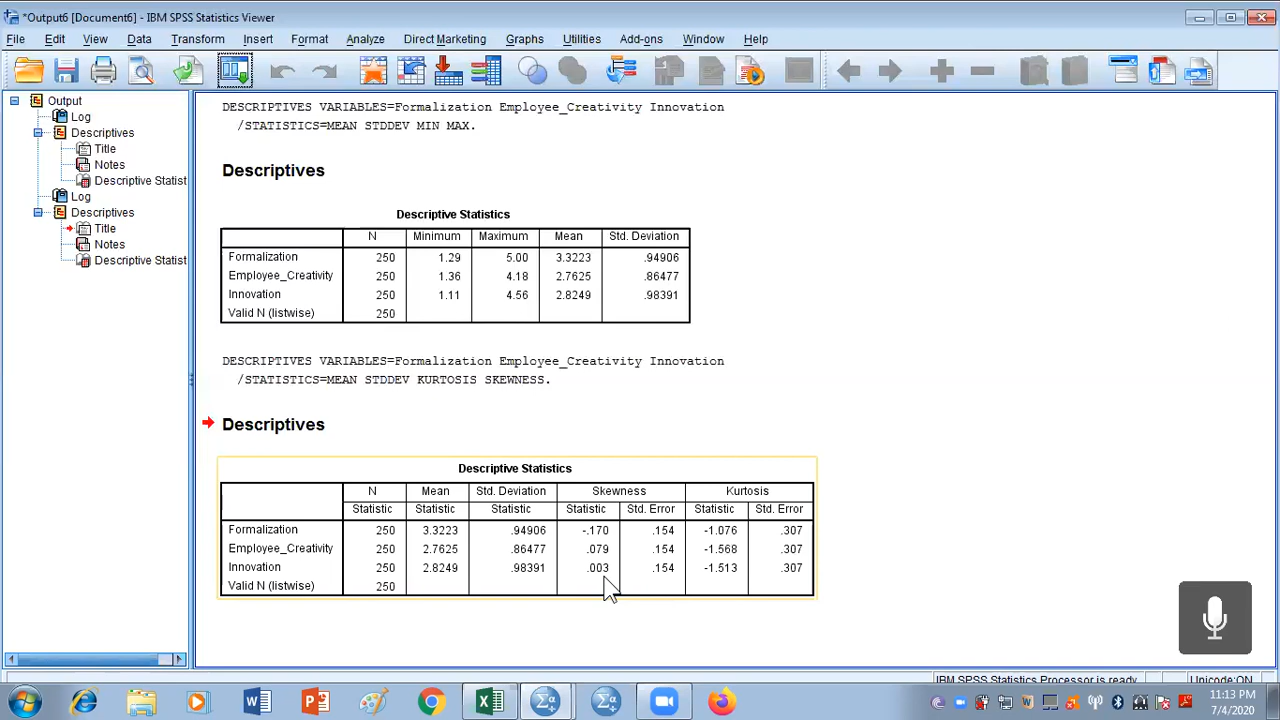 *Output6 [Document6] - IBM SPSS Statistics Viewer
File Edit View Data Transform Insert Format Analyze Direct Marketing Graphs Utilities Add-ons Window Help
Output
Log
Descriptives
Title
Notes
Descriptive Statist
Log
Descriptives
Title
Notes
Descriptive Statist
DESCRIPTIVES VARIABLES=Formalization Employee_Creativity Innovation
/STATISTICS=MEAN STDDEV MIN MAX.
Descriptives
Descriptive Statistics
N Minimum Maximum Mean Std. Deviation
Formalization 250 1.29 5.00 3.3223 .94906
Employee_Creativity 250 1.36 4.18 2.7625 .86477
Innovation 250 1.11 4.56 2.8249 .98391
Valid N (listwise) 250
DESCRIPTIVES VARIABLES=Formalization Employee_Creativity Innovation
/STATISTICS=MEAN STDDEV KURTOSIS SKEWNESS.
Descriptives
Descriptive Statistics
N Mean Std. Deviation Skewness Kurtosis
Statistic Statistic Statistic Statistic Std. Error Statistic Std. Error
Formalization 250 3.3223 .94906 -.170 .154 -1.076 .307
Employee_Creativity 250 2.7625 .86477 .079 .154 -1.568 .307
Innovation 250 2.8249 .98391 .003 .154 -1.513 .307
Valid N (listwise) 250
IBM SPSS Statistics Processor is ready Unicode:ON
11:13 PM
7/4/2020